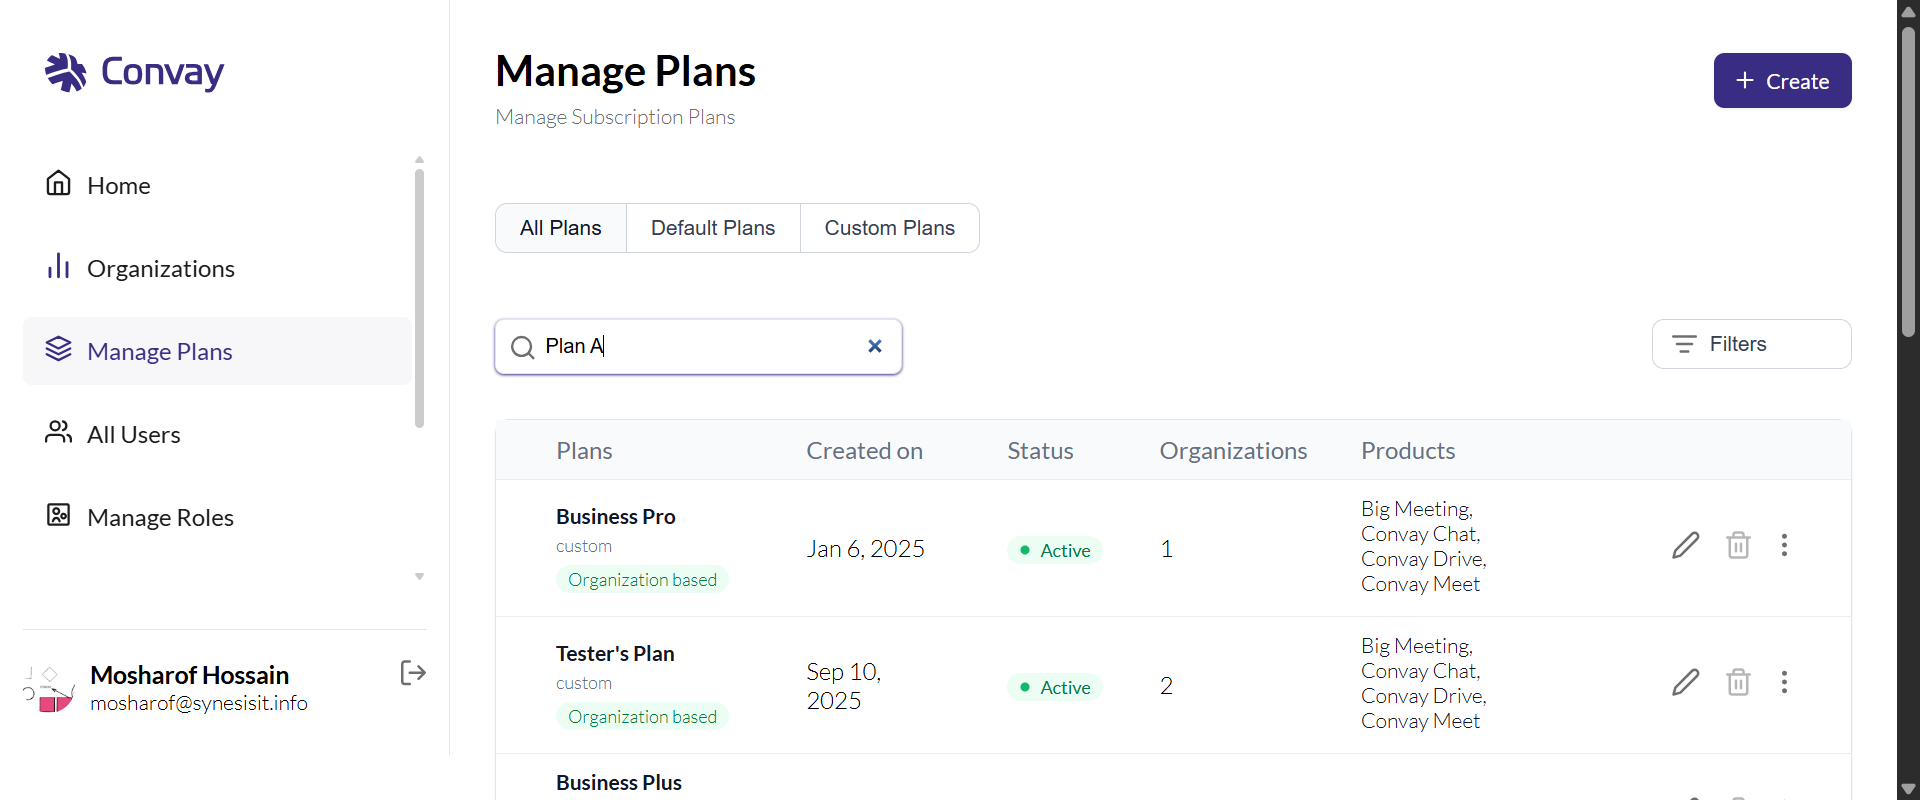 Convay
Home
Organizations
Manage Plans
All Users
Manage Roles
Mosharof Hossain
mosharof@synesisit.info
Manage Plans
Manage Subscription Plans
+ Create
All Plans
Default Plans
Custom Plans
Plan A
Filters
Plans Created on Status Organizations Products
Business Pro
custom
Organization based
Jan 6, 2025
Active
1
Big Meeting,
Convay Chat,
Convay Drive,
Convay Meet
Tester's Plan
custom
Organization based
Sep 10,
2025
Active
2
Big Meeting,
Convay Chat,
Convay Drive,
Convay Meet
Business Plus